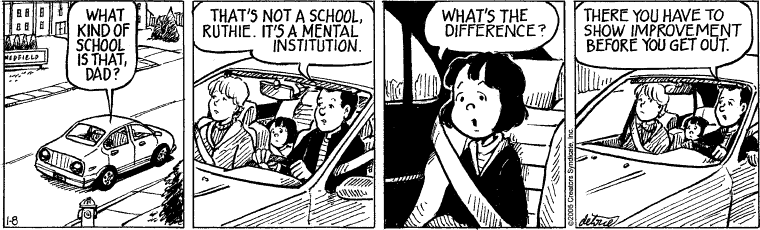 WHAT
KIND OF
SCHOOL
IS THAT,
DAD?
MEDFIELD
1-8
THAT'S NOT A SCHOOL,
RUTHIE. IT'S A MENTAL
INSTITUTION.
WHAT'S THE
DIFFERENCE?
©2005 Creators Syndicate, Inc.
THERE YOU HAVE TO
SHOW IMPROVEMENT
BEFORE YOU GET OUT.
detorie